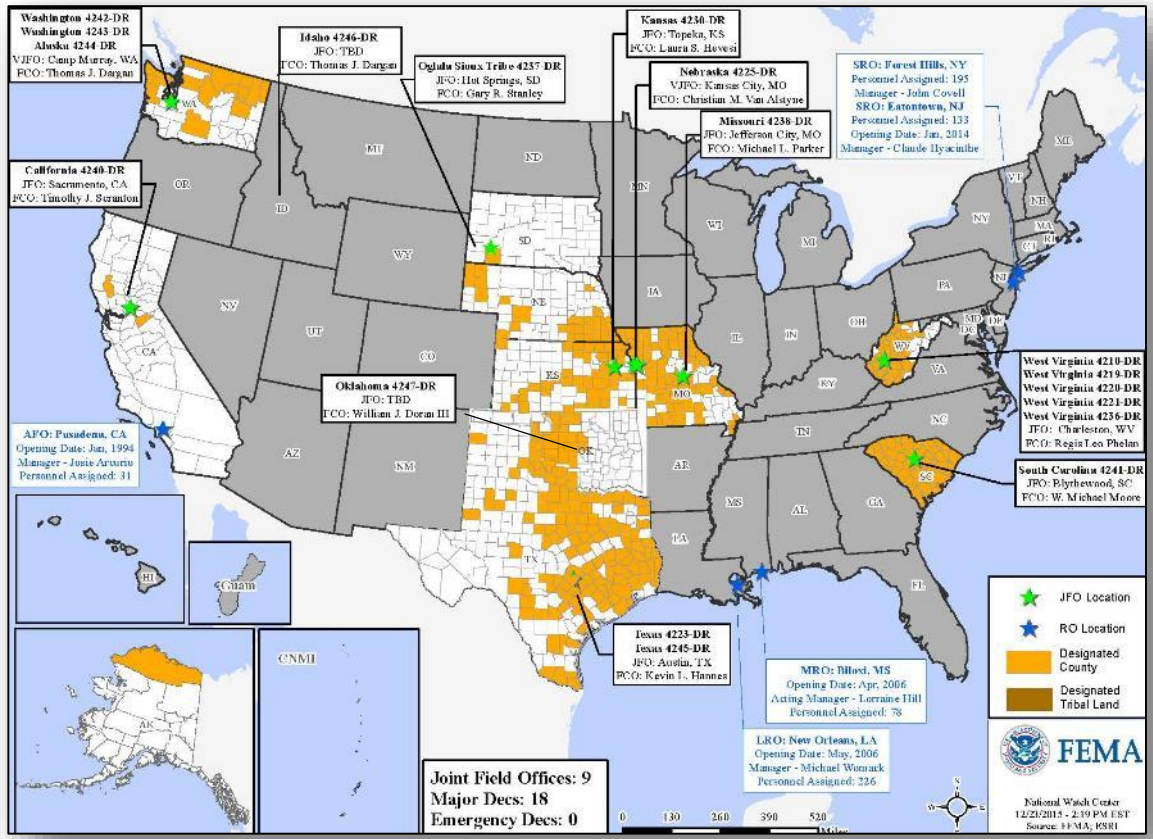 Washington 4242-DR
Washington 4243-DR
Alaska 4244-DR
VJFO: Camp Murray, WA
FCO: Thomas J. Dargan
Idaho 4246-DR
JFO: TBD
FCO: Thomas J. Dargan
Oglala Sioux Tribe 4237-DR
JFO: Hot Springs, SD
FCO: Gary R. Stanley
Kansas 4230-DR
JFO: Topeka, KS
FCO: Laura S. Hevesi
Nebraska 4225-DR
VJFO: Kansas City, MO
FCO: Christian M. Van Alstyne
Missouri 4238-DR
JFO: Jefferson City, MO
FCO: Michael L. Parker
SRO: Forest Hills, NY
Personnel Assigned: 195
Manager - John Covell
SRO: Eatontown, NJ
Personnel Assigned: 133
Opening Date: Jan, 2014
Manager - Claude Hyacinthe
California 4240-DR
JFO: Sacramento, CA
FCO: Timothy J. Scranton
WA
OR
MT
ID
ND
MN
WI
MI
ME
VT
NH
NY
MA
CT
RI
WY
SD
IA
PA
NJ
NV
UT
CO
NE
IL
IN
OH
MD
DE
DC
CA
KS
MO
KY
WV
VA
Oklahoma 4247-DR
JFO: TBD
FCO: William J. Doran III
West Virginia 4210-DR
West Virginia 4219-DR
West Virginia 4220-DR
West Virginia 4221-DR
West Virginia 4236-DR
JFO: Charleston, WV
FCO: Regis Leo Phelan
AFO: Pasadena, CA
Opening Date: Jan, 1994
Manager - Josie Arcurio
Personnel Assigned: 31
AZ
NM
OK
AR
TN
NC
SC
MS
AL
GA
South Carolina 4241-DR
JFO: Blythewood, SC
FCO: W. Michael Moore
TX
LA
FL
HI
Guam
AK
CNMI
Texas 4223-DR
Texas 4245-DR
JFO: Austin, TX
FCO: Kevin L. Hannes
MRO: Biloxi, MS
Opening Date: Apr, 2006
Acting Manager - Lorraine Hill
Personnel Assigned: 78
LRO: New Orleans, LA
Opening Date: May, 2006
Manager - Michael Womack
Personnel Assigned: 226
JFO Location
RO Location
Designated
County
Designated
Tribal Land
Joint Field Offices: 9
Major Decs: 18
Emergency Decs: 0
0 130 260 390 520
Miles
N
W E
S
FEMA
National Watch Center
12/23/2015 - 2:19 PM EST
Source: FEMA; ESRI